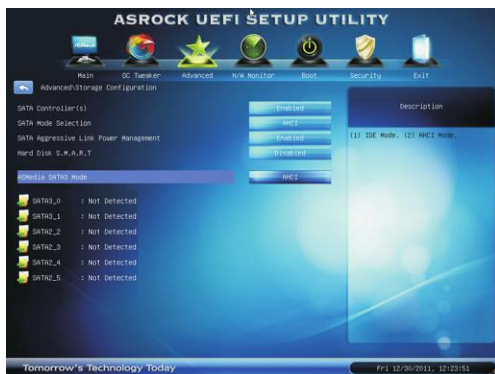 ASROCK UEFI SETUP UTILITY
Main OC Tweaker Advanced H/W Monitor Boot Security Exit
Advanced\Storage Configuration
SATA Controller(s) Enabled
SATA Mode Selection AHCI
SATA Aggressive Link Power Management Enabled
Hard Disk S.M.A.R.T Disabled
ASMedia SATA3 Mode AHCI
SATA3_0 : Not Detected
SATA3_1 : Not Detected
SATA2_2 : Not Detected
SATA2_3 : Not Detected
SATA2_4 : Not Detected
SATA2_5 : Not Detected
Description
(1) IDE Mode. (2) AHCI Mode.
Tomorrow's Technology Today
Fri 12/30/2011, 12:23:51